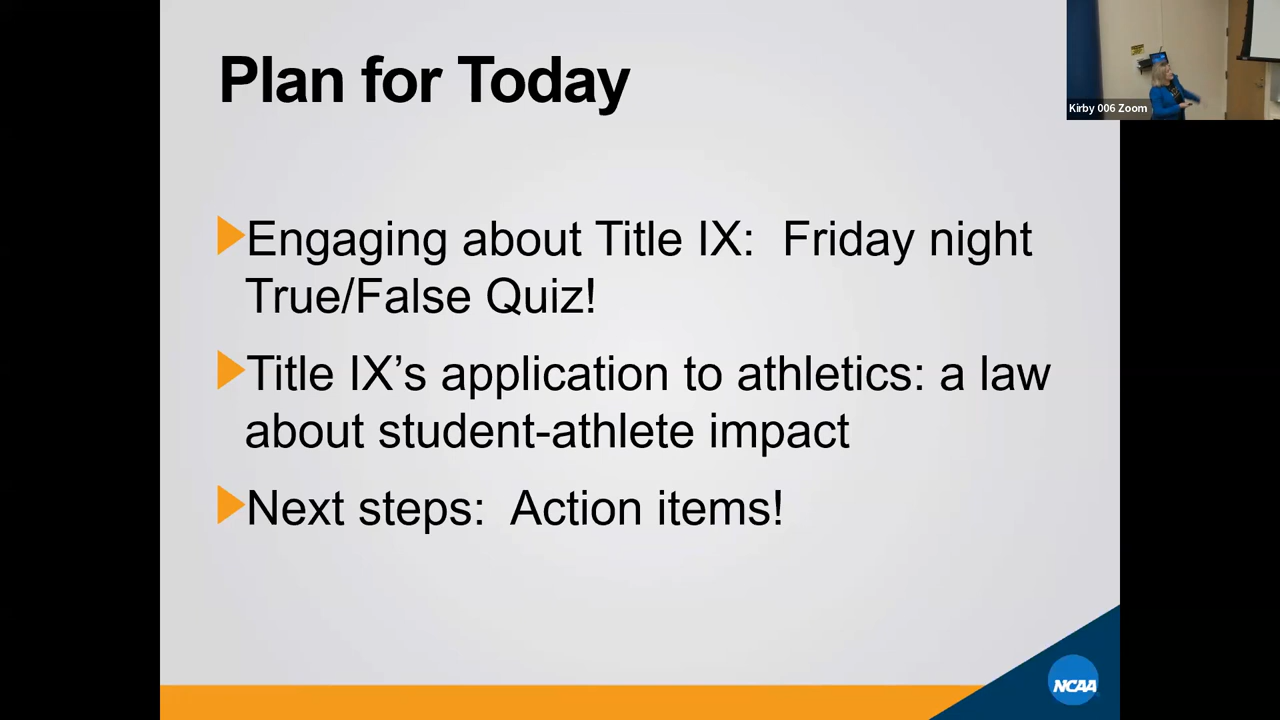 Plan for Today
Kirby 006 Zoom
Engaging about Title IX:  Friday night
True/False Quiz!
Title IX’s application to athletics: a law
about student-athlete impact
Next steps:  Action items!
NCAA